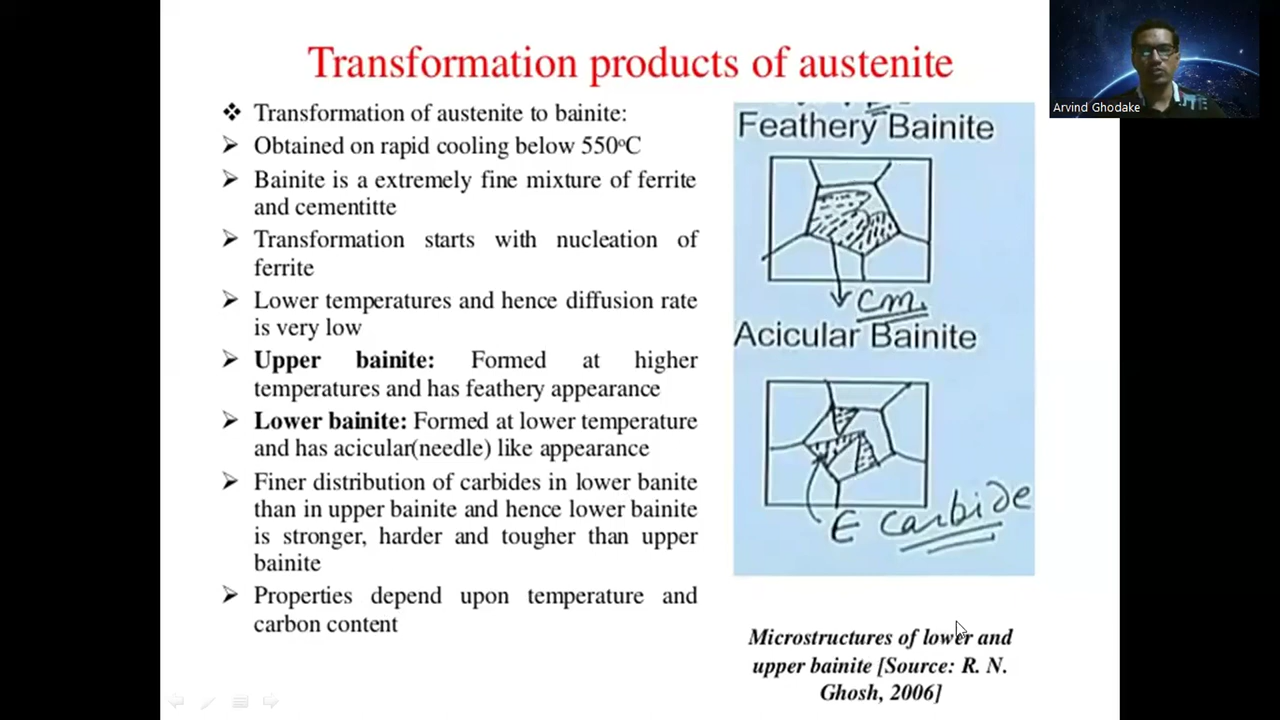 Transformation products of austenite
Arvind Ghodake
❖ Transformation of austenite to bainite:
➢ Obtained on rapid cooling below 550ºC
➢ Bainite is a extremely fine mixture of ferrite
and cementitte
➢ Transformation starts with nucleation of
ferrite
➢ Lower temperatures and hence diffusion rate
is very low
➢ Upper bainite: Formed at higher
temperatures and has feathery appearance
➢ Lower bainite: Formed at lower temperature
and has acicular(needle) like appearance
➢ Finer distribution of carbides in lower banite
than in upper bainite and hence lower bainite
is stronger, harder and tougher than upper
bainite
➢ Properties depend upon temperature and
carbon content
Feathery Bainite
Cm.
Acicular Bainite
E carbide
Microstructures of lower and
upper bainite [Source: R. N.
Ghosh, 2006]